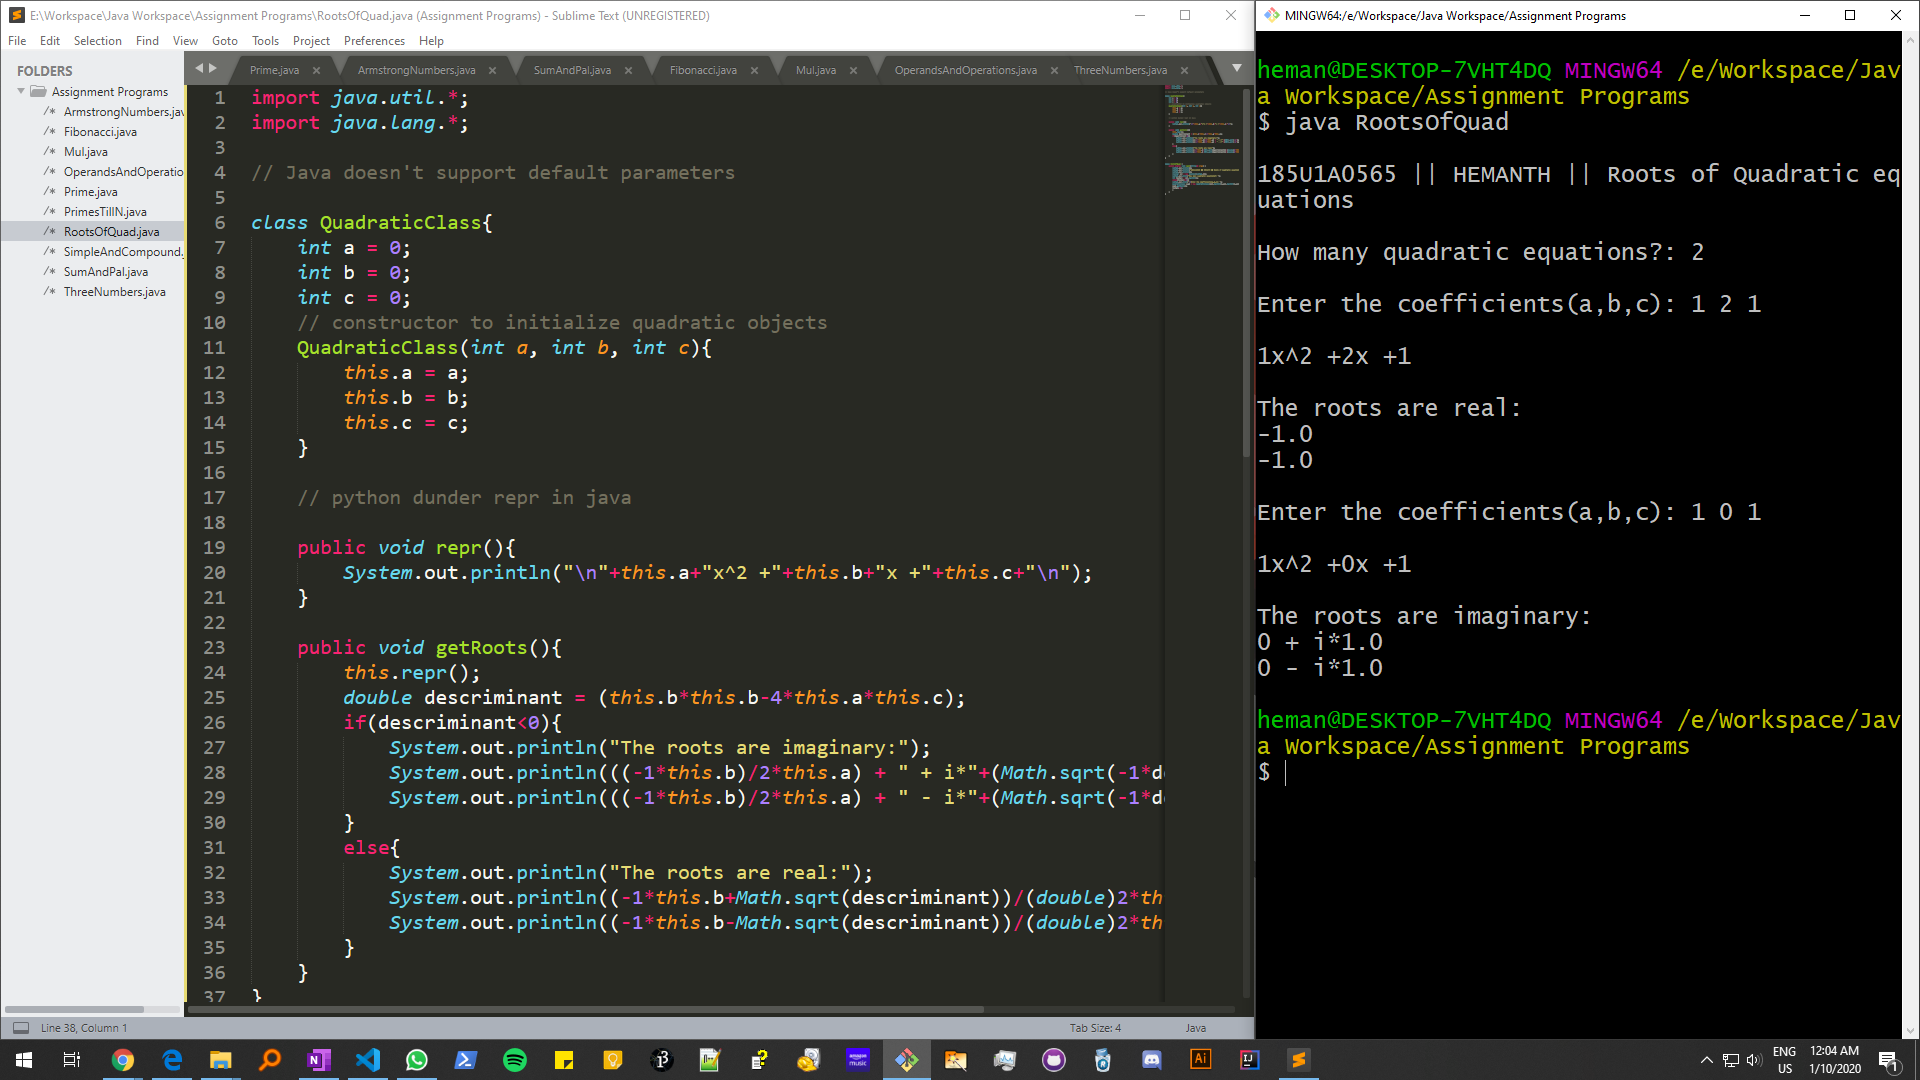 E:\Workspace\Java Workspace\Assignment Programs\RootsOfQuad.java (Assignment Programs) - Sublime Text (UNREGISTERED)
File Edit Selection Find View Goto Tools Project Preferences Help
FOLDERS
Assignment Programs
/* ArmstrongNumbers.jav
/* Fibonacci.java
/* Mul.java
/* OperandsAndOperatio
/* Prime.java
/* PrimesTillN.java
/* RootsOfQuad.java
/* SimpleAndCompound.
/* SumAndPal.java
/* ThreeNumbers.java
Prime.java ArmstrongNumbers.java SumAndPal.java Fibonacci.java Mul.java OperandsAndOperations.java ThreeNumbers.java
1 import java.util.*;
2 import java.lang.*;
3
4 // Java doesn't support default parameters
5
6 class QuadraticClass{
7 int a = 0;
8 int b = 0;
9 int c = 0;
10 // constructor to initialize quadratic objects
11 QuadraticClass(int a, int b, int c){
12 this.a = a;
13 this.b = b;
14 this.c = c;
15 }
16
17 // python dunder repr in java
18
19 public void repr(){
20 System.out.println("\n"+this.a+"x^2 +"+this.b+"x +"+this.c+"\n");
21 }
22
23 public void getRoots(){
24 this.repr();
25 double descriminant = (this.b*this.b-4*this.a*this.c);
26 if(descriminant<0){
27 System.out.println("The roots are imaginary:");
28 System.out.println(((-1*this.b)/2*this.a) + " + i*"+(Math.sqrt(-1*d
29 System.out.println(((-1*this.b)/2*this.a) + " - i*"+(Math.sqrt(-1*d
30 }
31 else{
32 System.out.println("The roots are real:");
33 System.out.println((-1*this.b+Math.sqrt(descriminant))/(double)2*th
34 System.out.println((-1*this.b-Math.sqrt(descriminant))/(double)2*th
35 }
36 }
37 }
Line 38, Column 1 Tab Size: 4 Java
MINGW64:/e/Workspace/Java Workspace/Assignment Programs
heman@DESKTOP-7VHT4DQ MINGW64 /e/Workspace/Jav
a Workspace/Assignment Programs
$ java RootsOfQuad
185U1A0565 || HEMANTH || Roots of Quadratic eq
uations
How many quadratic equations?: 2
Enter the coefficients(a,b,c): 1 2 1
1x^2 +2x +1
The roots are real:
-1.0
-1.0
Enter the coefficients(a,b,c): 1 0 1
1x^2 +0x +1
The roots are imaginary:
0 + i*1.0
0 - i*1.0
heman@DESKTOP-7VHT4DQ MINGW64 /e/Workspace/Jav
a Workspace/Assignment Programs
$
ENG
US
12:04 AM
1/10/2020